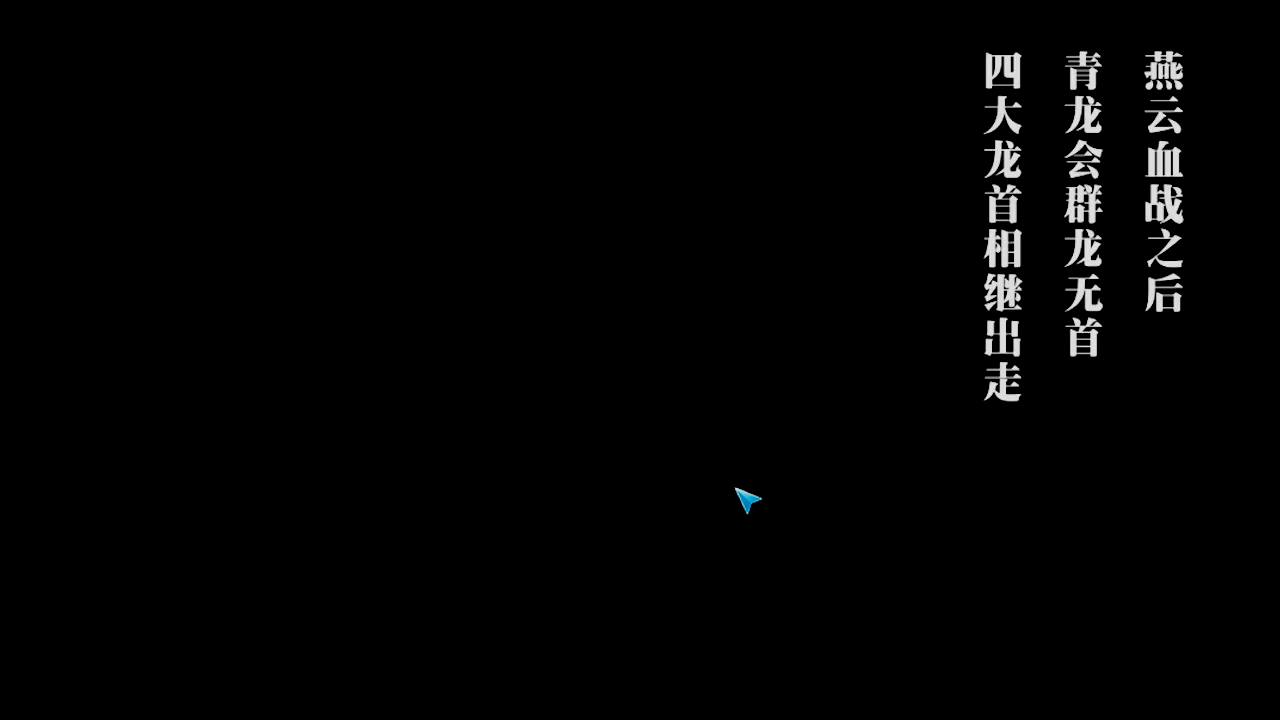 燕云血战之后
青龙会群龙无首
四大龙首相继出走